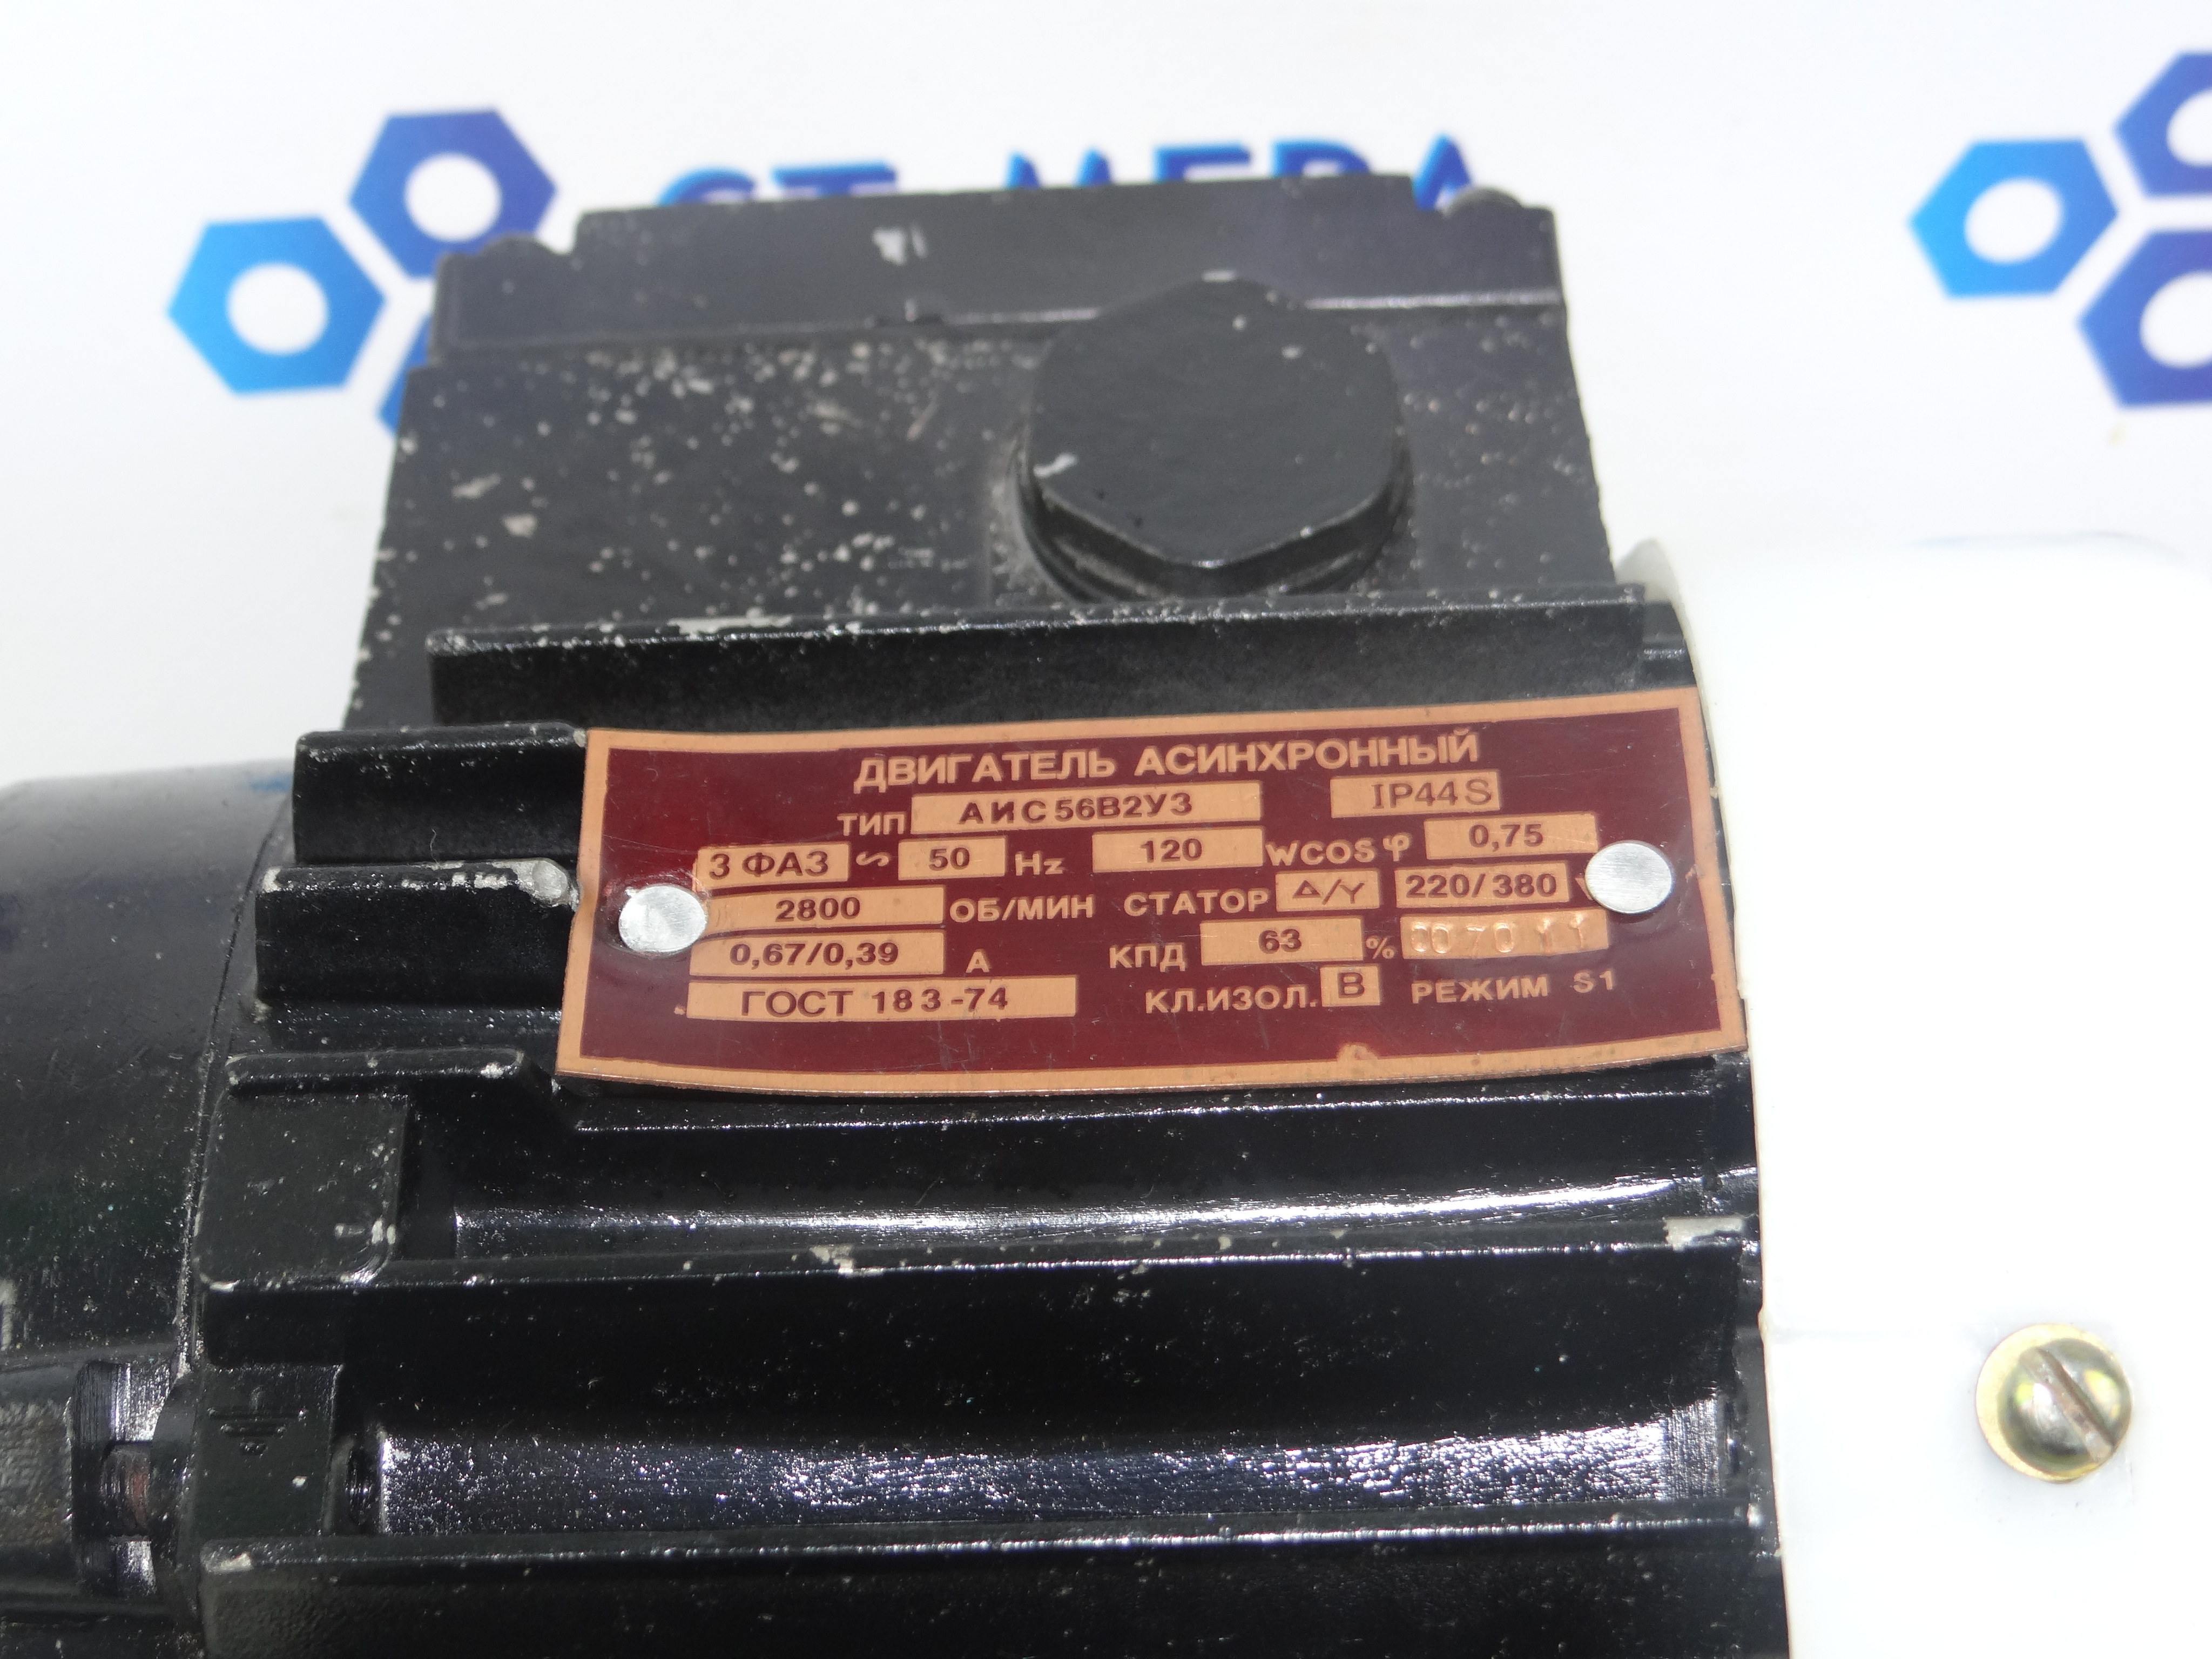 ДВИГАТЕЛЬ АСИНХРОННЫЙ
ТИП АИС56В2У3 IP44S
3 ФАЗ ~ 50 Hz 120 W COS φ 0,75
2800 ОБ/МИН СТАТОР Δ/Y 220/380 V
0,67/0,39 А КПД 63 %
ГОСТ 183-74 КЛ.ИЗОЛ. В РЕЖИМ S1